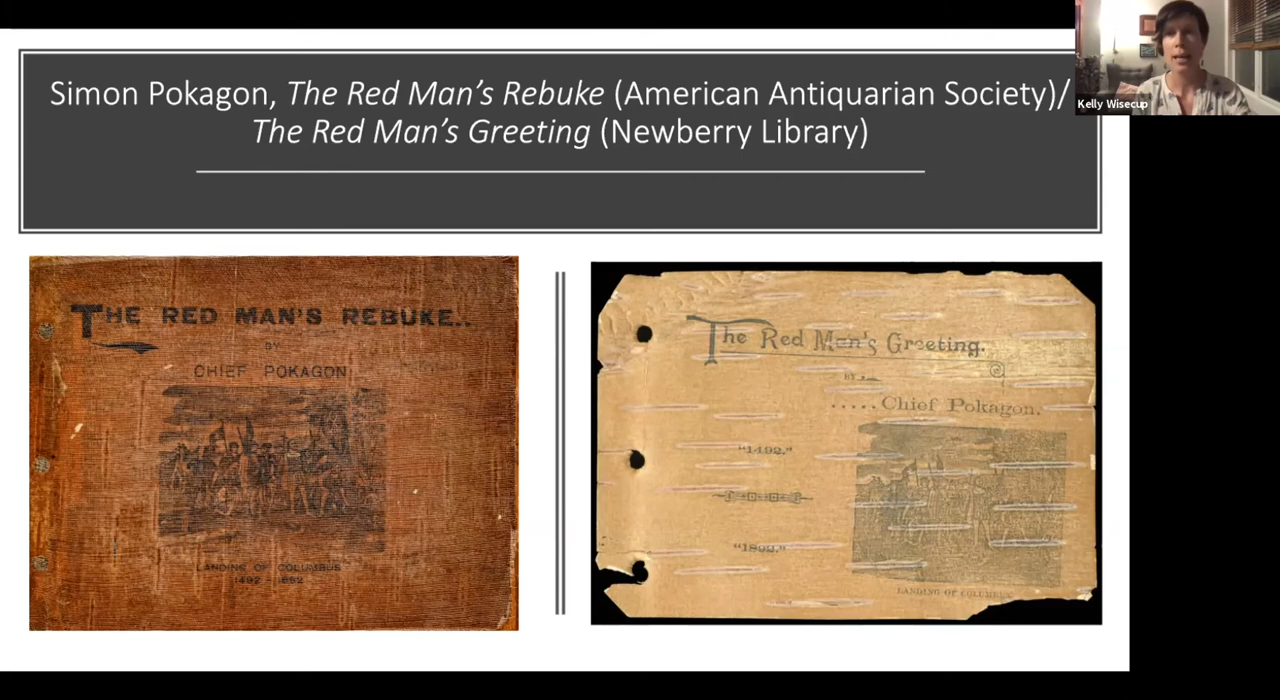 Simon Pokagon, The Red Man's Rebuke (American Antiquarian Society)/
The Red Man's Greeting (Newberry Library)
Kelly Wisecup
THE RED MAN'S REBUKE..
BY
CHIEF POKAGON
LANDING OF COLUMBUS
1492 - 1892
The Red Man's Greeting.
BY
.....Chief Pokagon.
"1492."
"1892."
LANDING OF COLUMBUS